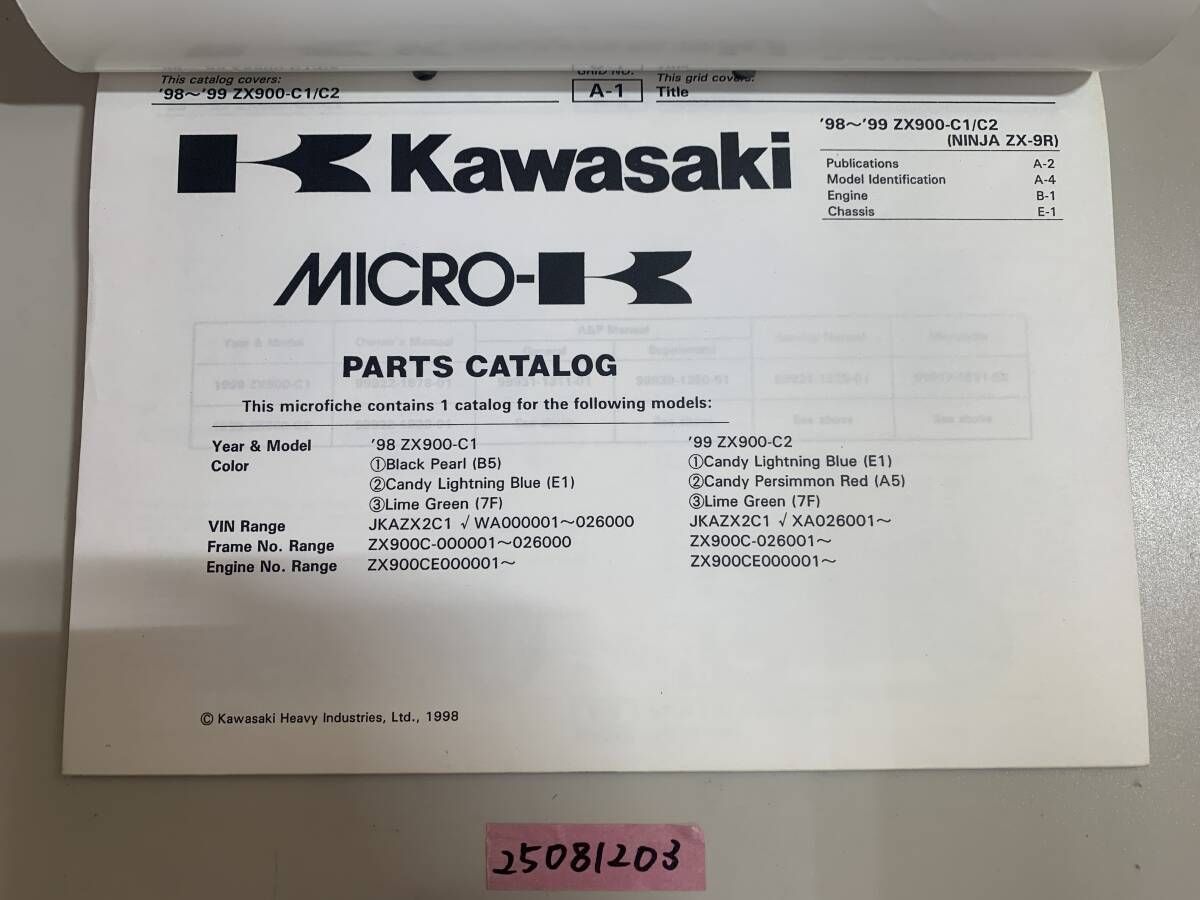 This catalog covers:
'98～'99 ZX900-C1/C2
GRID NO.
A-1
This grid covers:
Title
Kawasaki
'98～'99 ZX900-C1/C2
(NINJA ZX-9R)
Publications A-2
Model Identification A-4
Engine B-1
Chassis E-1
MICRO-K
PARTS CATALOG
This microfiche contains 1 catalog for the following models:
Year & Model '98 ZX900-C1 '99 ZX900-C2
Color ①Black Pearl (B5) ①Candy Lightning Blue (E1)
②Candy Lightning Blue (E1) ②Candy Persimmon Red (A5)
③Lime Green (7F) ③Lime Green (7F)
VIN Range JKAZX2C1 √ WA000001～026000 JKAZX2C1 √ XA026001～
Frame No. Range ZX900C-000001～026000 ZX900C-026001～
Engine No. Range ZX900CE000001～ ZX900CE000001～
© Kawasaki Heavy Industries, Ltd., 1998
25081203